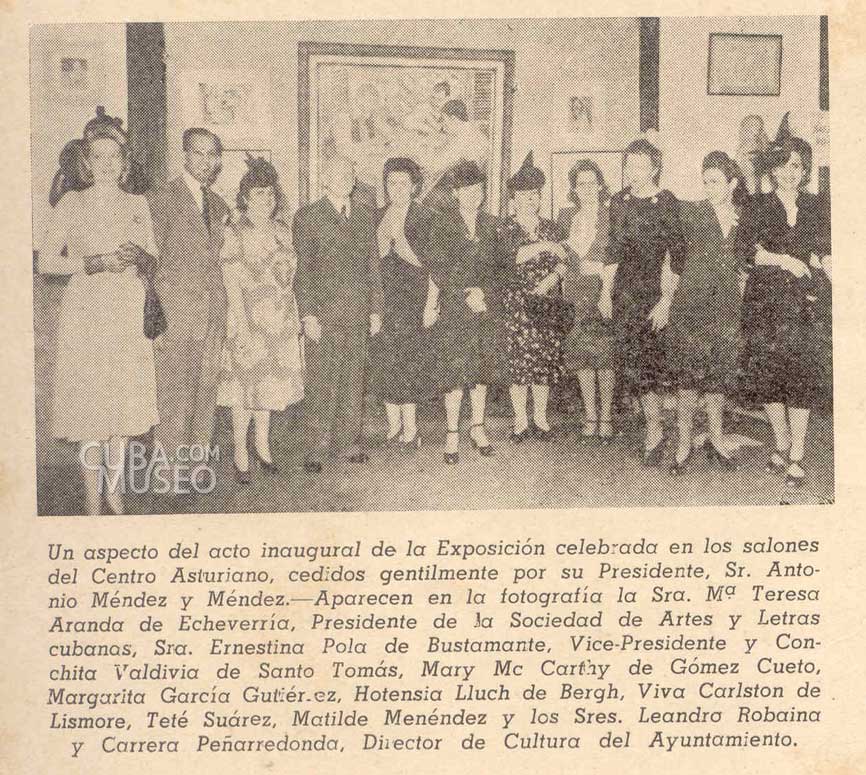 CUBA.COM
MUSEO
Un aspecto del acto inaugural de la Exposición celebrada en los salones
del Centro Asturiano, cedidos gentilmente por su Presidente, Sr. Anto-
nio Méndez y Méndez.—Aparecen en la fotografía la Sra. Mª Teresa
Aranda de Echeverría, Presidente de la Sociedad de Artes y Letras
cubanas, Sra. Ernestina Pola de Bustamante, Vice-Presidente y Con-
chita Valdivia de Santo Tomás, Mary Mc Carthy de Gómez Cueto,
Margarita García Gutiérrez, Hotensia Lluch de Bergh, Viva Carlston de
Lismore, Teté Suárez, Matilde Menéndez y los Sres. Leandro Robaina
y Carrera Peñarredonda, Director de Cultura del Ayuntamiento.